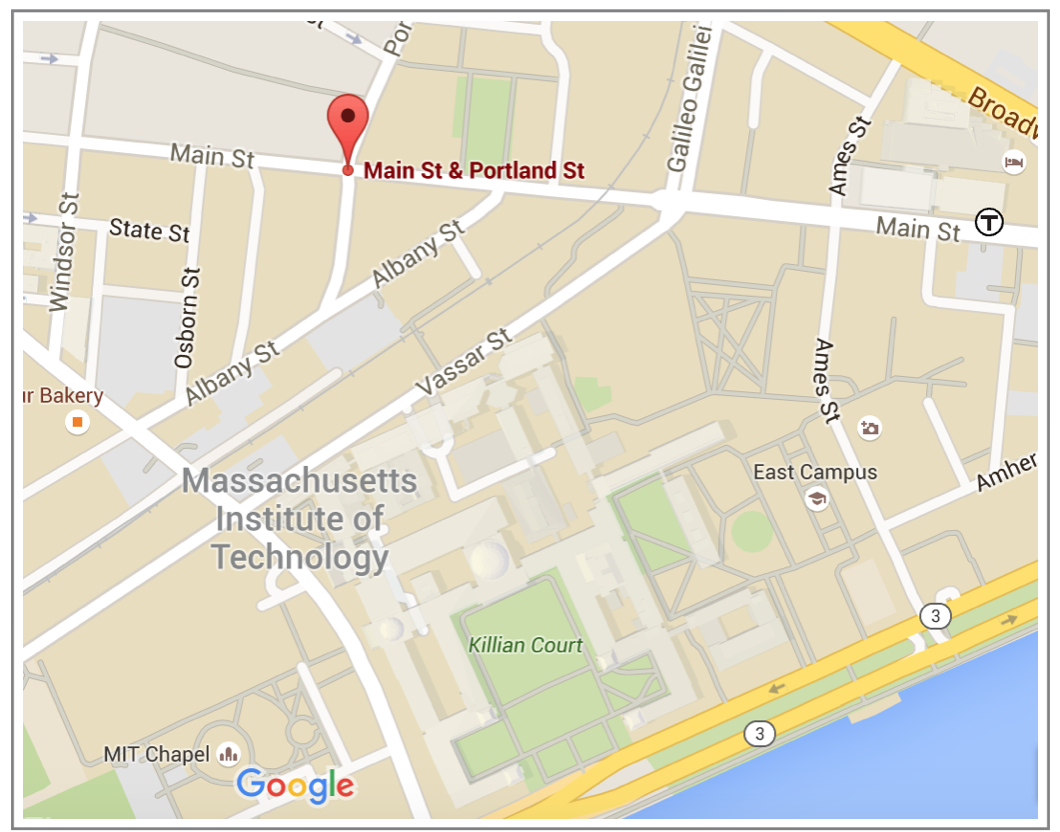 Por
Galileo Galilei
Broadw
Ames St
Main St
Main St & Portland St
T
Main St
State St
Windsor St
Osborn St
Albany St
Albany St
Vassar St
Ames St
ur Bakery
East Campus
Amher
Massachusetts
Institute of
Technology
3
Killian Court
3
MIT Chapel
Google